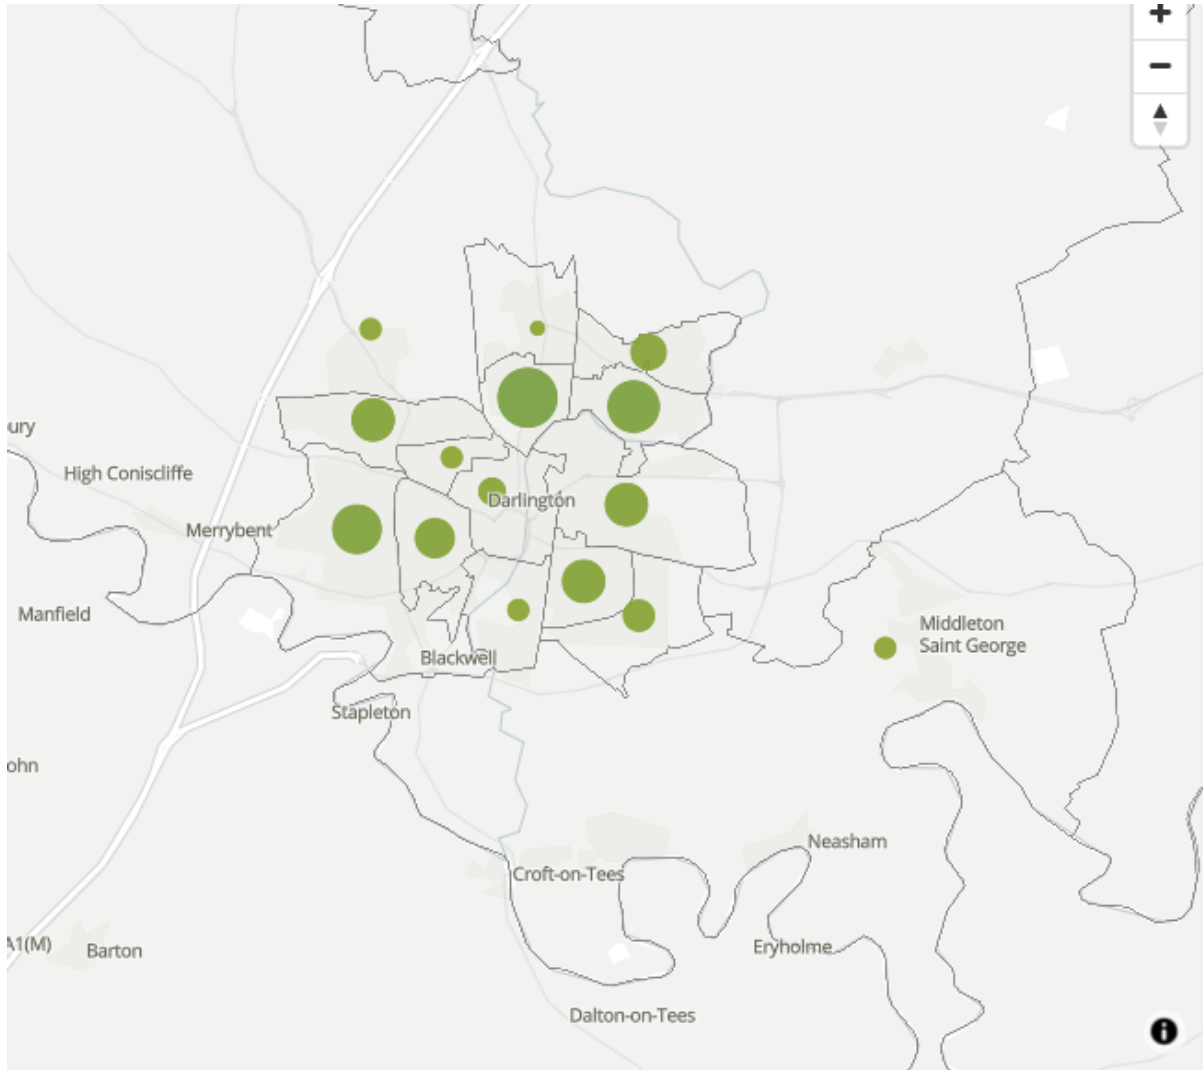 ury
High Coniscliffe
Merrybent
Darlington
Manfield
Middleton
Saint George
Blackwell
Stapleton
ohn
Neasham
Croft-on-Tees
A1(M)
Barton
Eryholme
Dalton-on-Tees